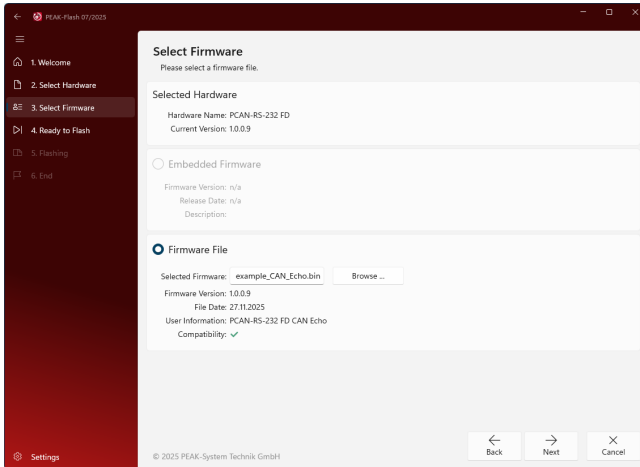 PEAK-Flash 07/2025
1. Welcome
2. Select Hardware
3. Select Firmware
4. Ready to Flash
5. Flashing
6. End
Settings
Select Firmware
Please select a firmware file.
Selected Hardware
Hardware Name: PCAN-RS-232 FD
Current Version: 1.0.0.9
Embedded Firmware
Firmware Version: n/a
Release Date: n/a
Description:
Firmware File
Selected Firmware: example_CAN_Echo.bin Browse ...
Firmware Version: 1.0.0.9
File Date: 27.11.2025
User Information: PCAN-RS-232 FD CAN Echo
Compatibility:
© 2025 PEAK-System Technik GmbH
Back Next Cancel